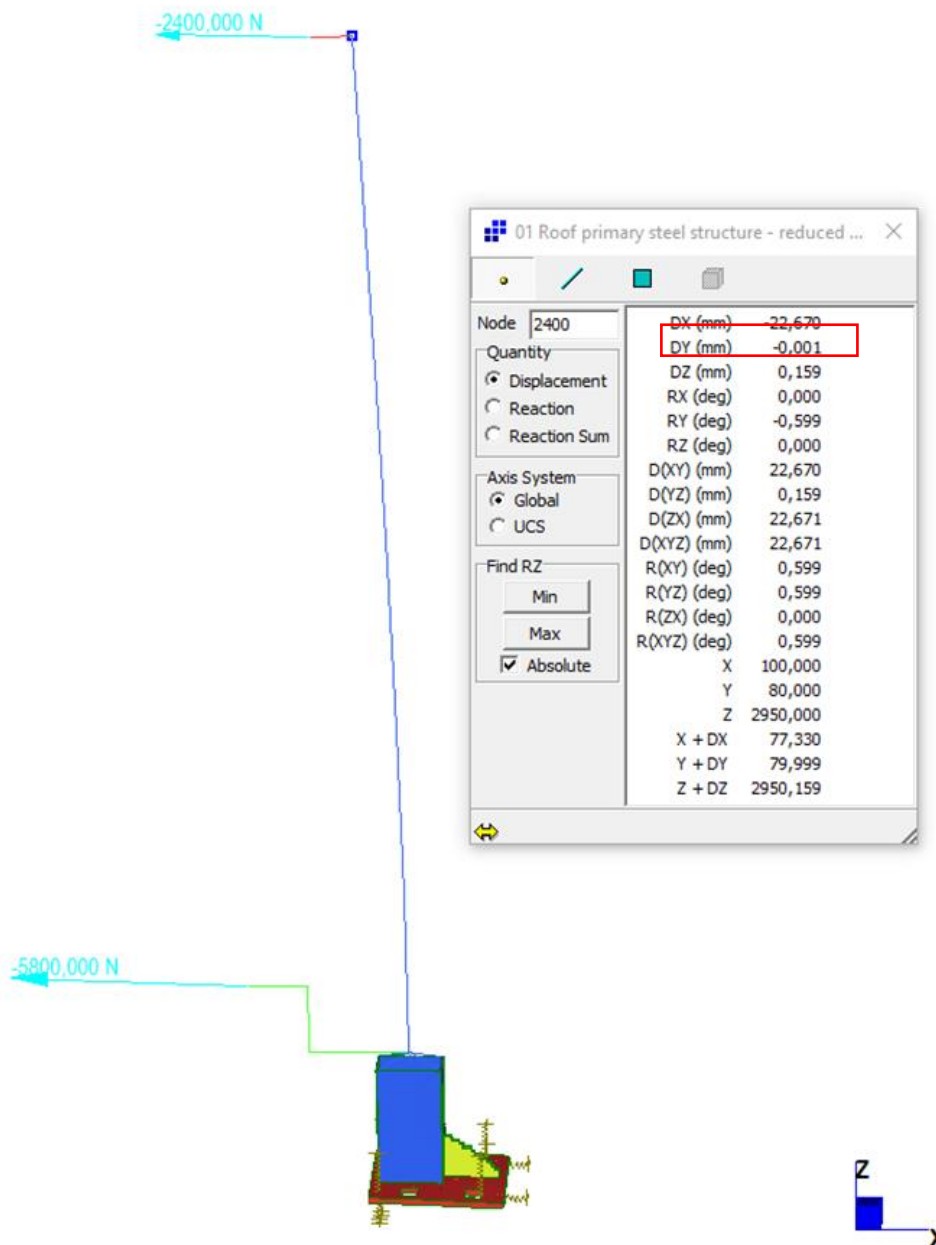 -2400,000 N
01 Roof primary steel structure - reduced ...
Node 2400
Quantity
Displacement
Reaction
Reaction Sum
Axis System
Global
UCS
Find RZ
Min
Max
Absolute
DX (mm) -22,670
DY (mm) -0,001
DZ (mm) 0,159
RX (deg) 0,000
RY (deg) -0,599
RZ (deg) 0,000
D(XY) (mm) 22,670
D(YZ) (mm) 0,159
D(ZX) (mm) 22,671
D(XYZ) (mm) 22,671
R(XY) (deg) 0,599
R(YZ) (deg) 0,599
R(ZX) (deg) 0,000
R(XYZ) (deg) 0,599
X 100,000
Y 80,000
Z 2950,000
X + DX 77,330
Y + DY 79,999
Z + DZ 2950,159
-5800,000 N
Z